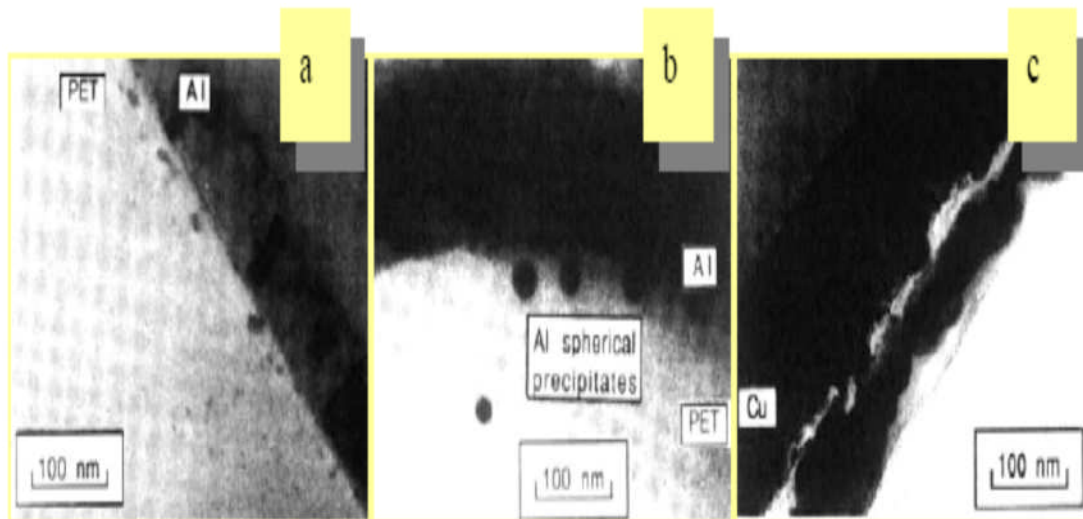 a
PET
Al
100 nm
b
Al
Al spherical
precipitates
PET
100 nm
c
Cu
100 nm